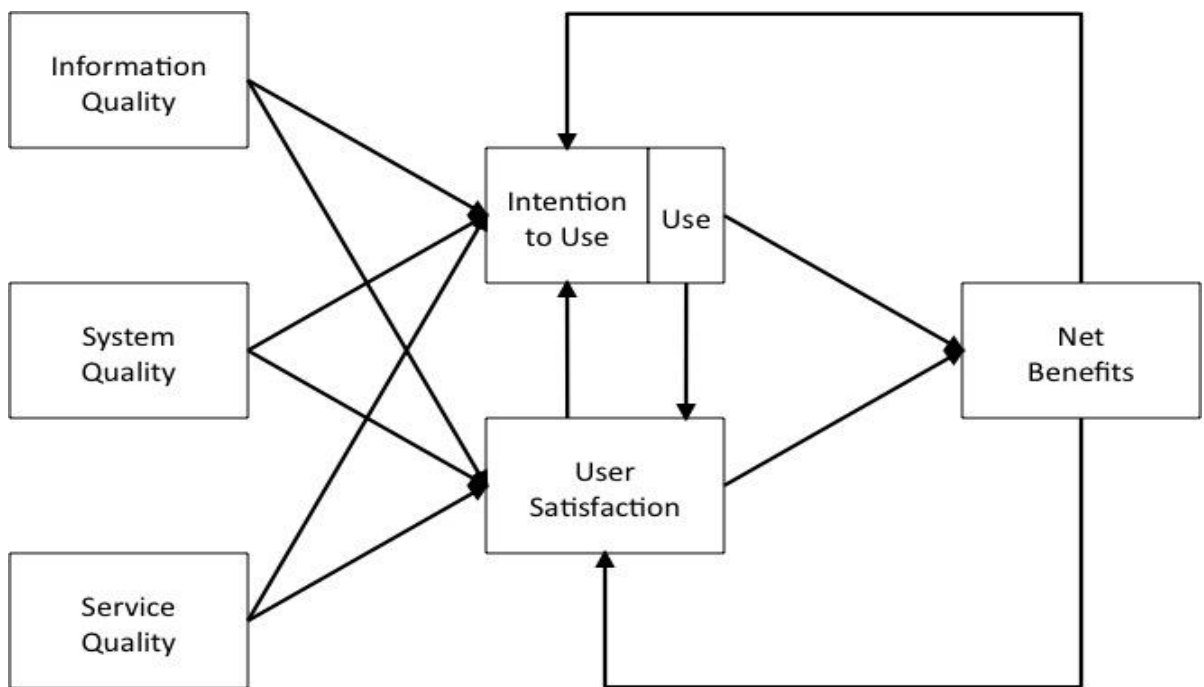 Information
Quality
Intention
to Use
Use
System
Quality
Net
Benefits
User
Satisfaction
Service
Quality